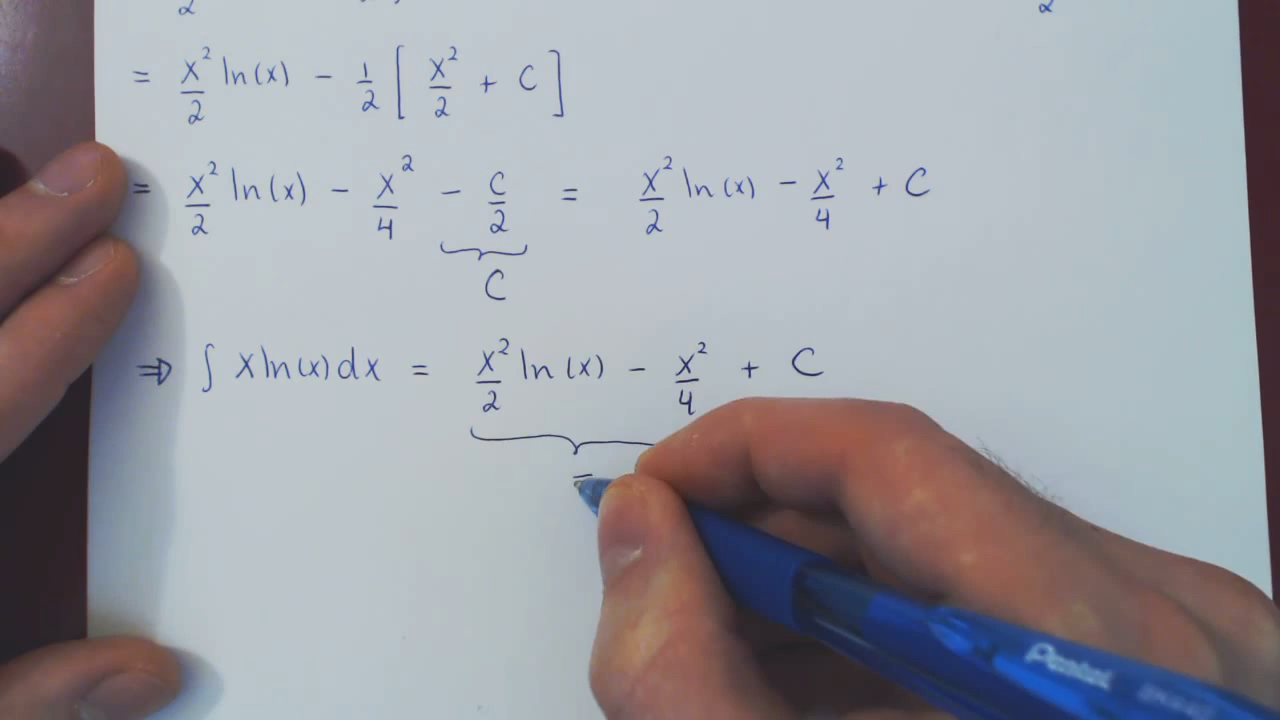 = x²/2 ln(x) - 1/2 [ x²/2 + C ]
= x²/2 ln(x) - x²/4 - C/2 = x²/2 ln(x) - x²/4 + C
C
⇒ ∫ x ln(x) dx = x²/2 ln(x) - x²/4 + C
Pentel